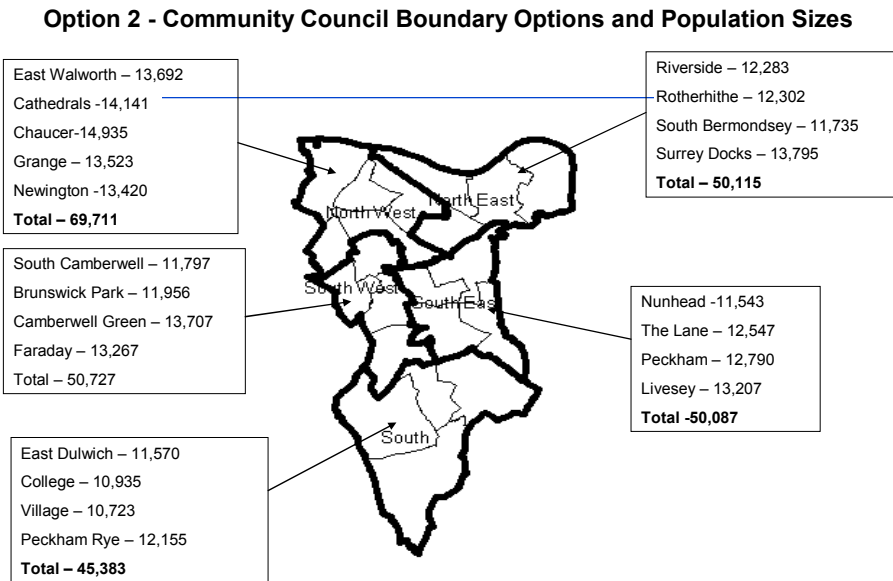 Option 2 - Community Council Boundary Options and Population Sizes
East Walworth – 13,692
Cathedrals -14,141
Chaucer-14,935
Grange – 13,523
Newington -13,420
Total – 69,711
Riverside – 12,283
Rotherhithe – 12,302
South Bermondsey – 11,735
Surrey Docks – 13,795
Total – 50,115
North West
North East
South Camberwell – 11,797
Brunswick Park – 11,956
Camberwell Green – 13,707
Faraday – 13,267
Total – 50,727
South West
South East
Nunhead -11,543
The Lane – 12,547
Peckham – 12,790
Livesey – 13,207
Total -50,087
East Dulwich – 11,570
College – 10,935
Village – 10,723
Peckham Rye – 12,155
Total – 45,383
South